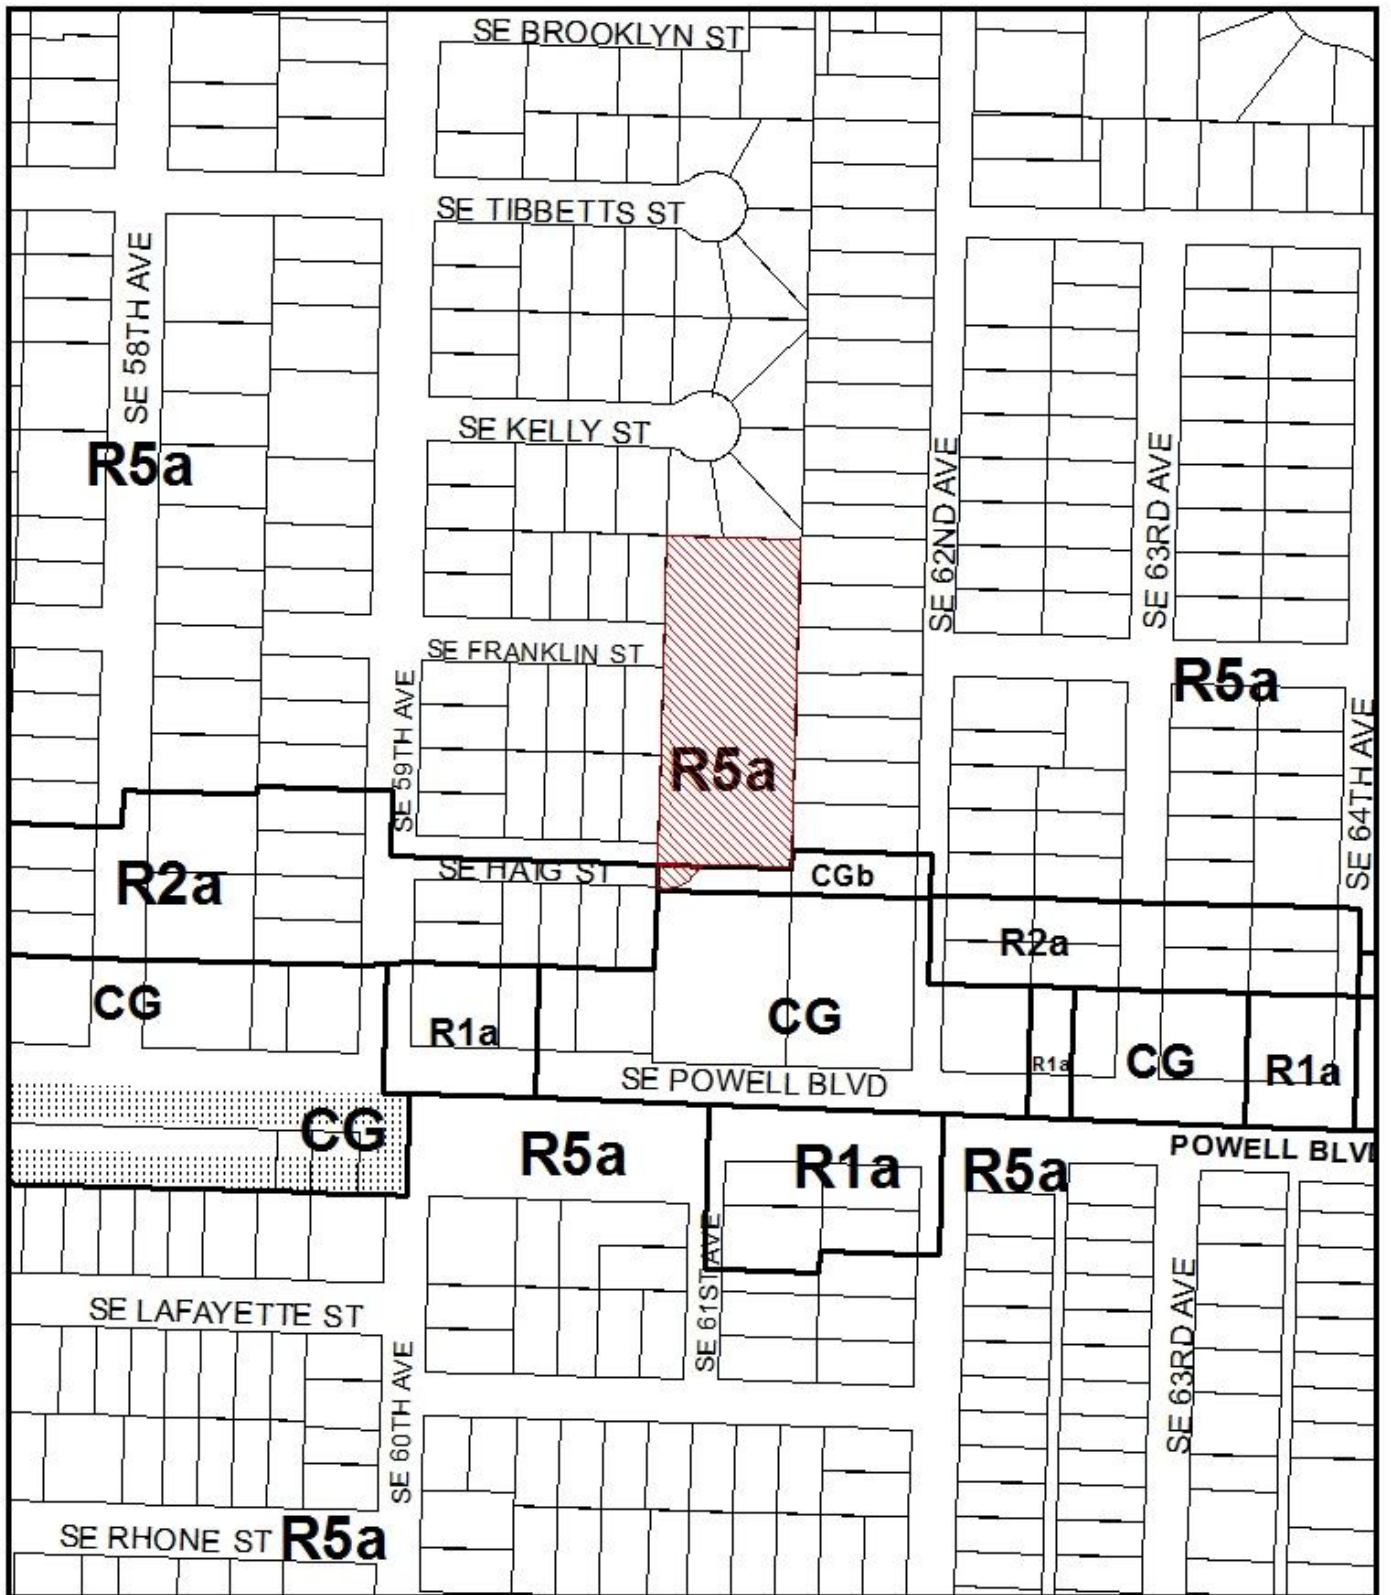 SE BROOKLYN ST
SE TIBBETTS ST
SE 58TH AVE
SE KELLY ST
R5a
SE 62ND AVE
SE 63RD AVE
SE FRANKLIN ST
R5a
SE 59TH AVE
R5a
SE 64TH AVE
R2a
SE HAIG ST
CGb
R2a
CG
R1a
CG
R1a
CG
R1a
SE POWELL BLVD
CG
R5a
R1a
R5a
POWELL BLV
SE 61ST AVE
SE LAFAYETTE ST
SE 63RD AVE
SE 60TH AVE
SE RHONE ST
R5a